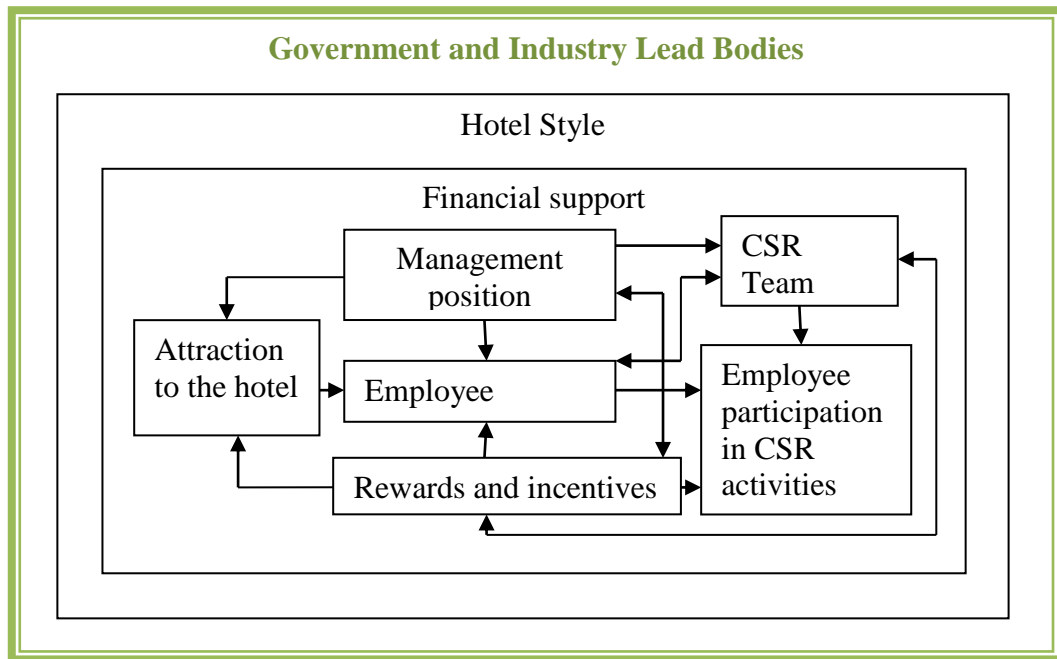 Government and Industry Lead Bodies
Hotel Style
Financial support
Management
position
CSR
Team
Attraction
to the hotel
Employee
Employee
participation
in CSR
activities
Rewards and incentives